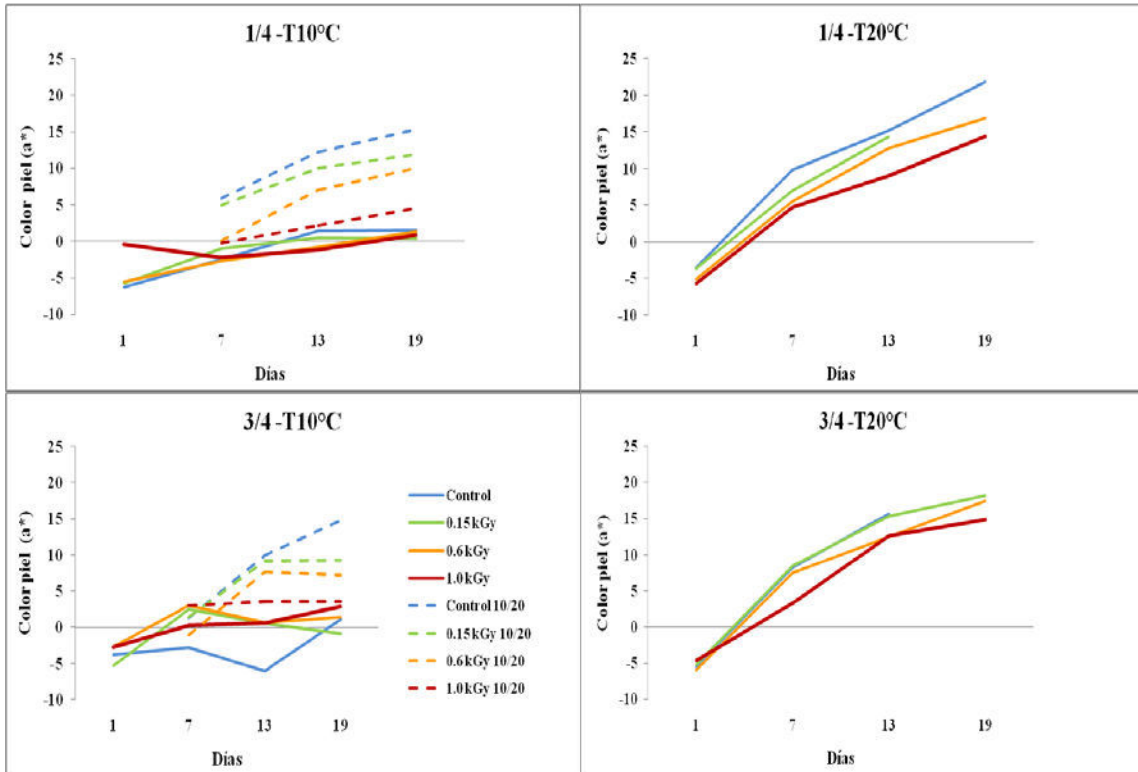 1/4 -T10°C
25
20
15
10
5
0
-5
-10
Color piel (a*)
1 7 13 19
Días
1/4 -T20°C
25
20
15
10
5
0
-5
-10
Color piel (a*)
1 7 13 19
Días
3/4 -T10°C
25
20
15
10
5
0
-5
-10
Color piel (a*)
1 7 13 19
Días
Control
0.15kGy
0.6kGy
1.0kGy
Control 10/20
0.15kGy 10/20
0.6kGy 10/20
1.0kGy 10/20
3/4 -T20°C
25
20
15
10
5
0
-5
-10
Color piel (a*)
1 7 13 19
Días